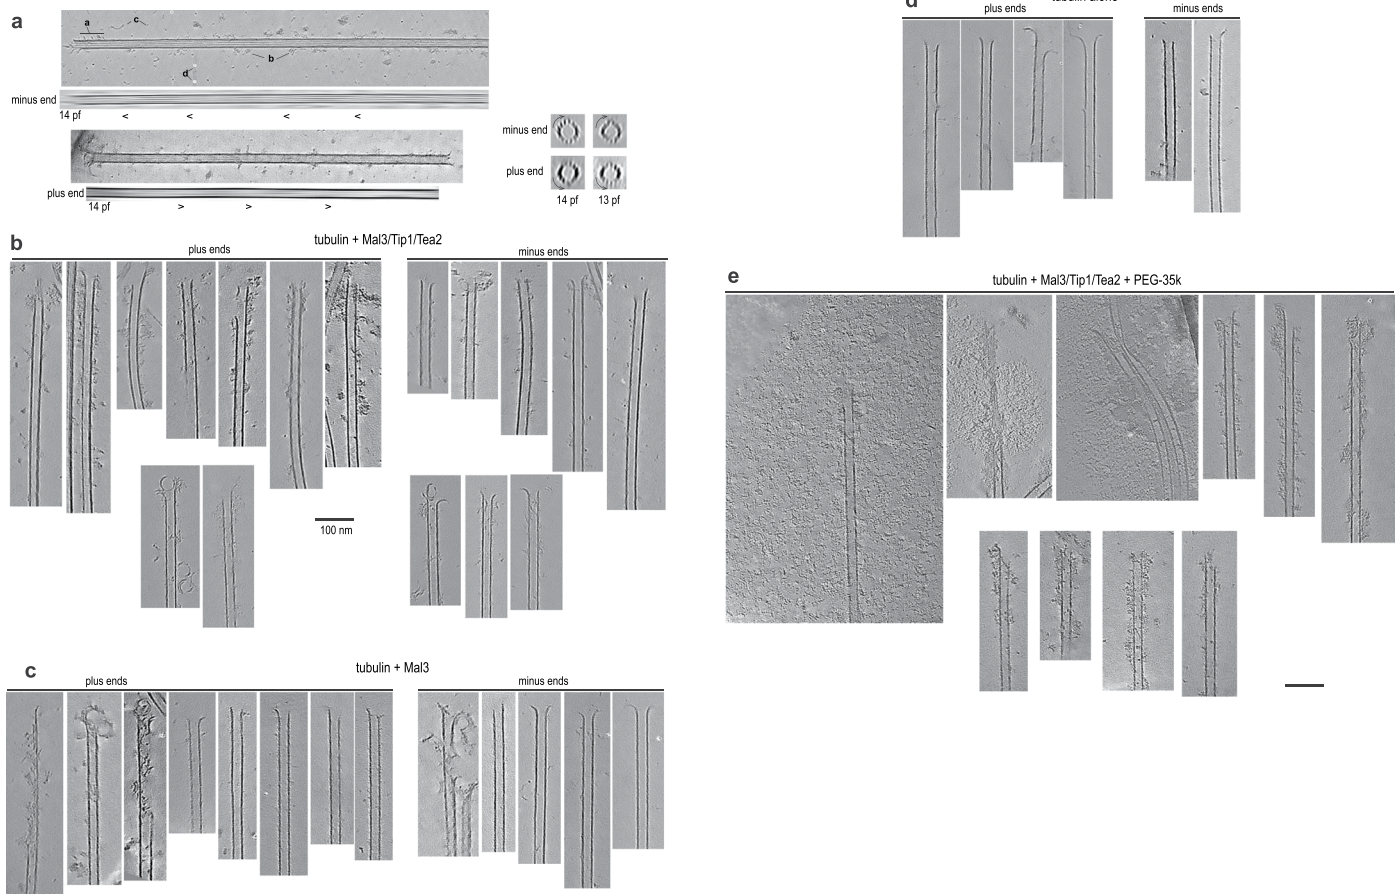 a
a
c
b
d
minus end
14 pf
< < < <
plus end
14 pf
> > >
minus end
plus end
14 pf 13 pf
b
tubulin + Mal3/Tip1/Tea2
plus ends
minus ends
100 nm
c
tubulin + Mal3
plus ends
minus ends
d
tubulin alone
plus ends
minus ends
e
tubulin + Mal3/Tip1/Tea2 + PEG-35k